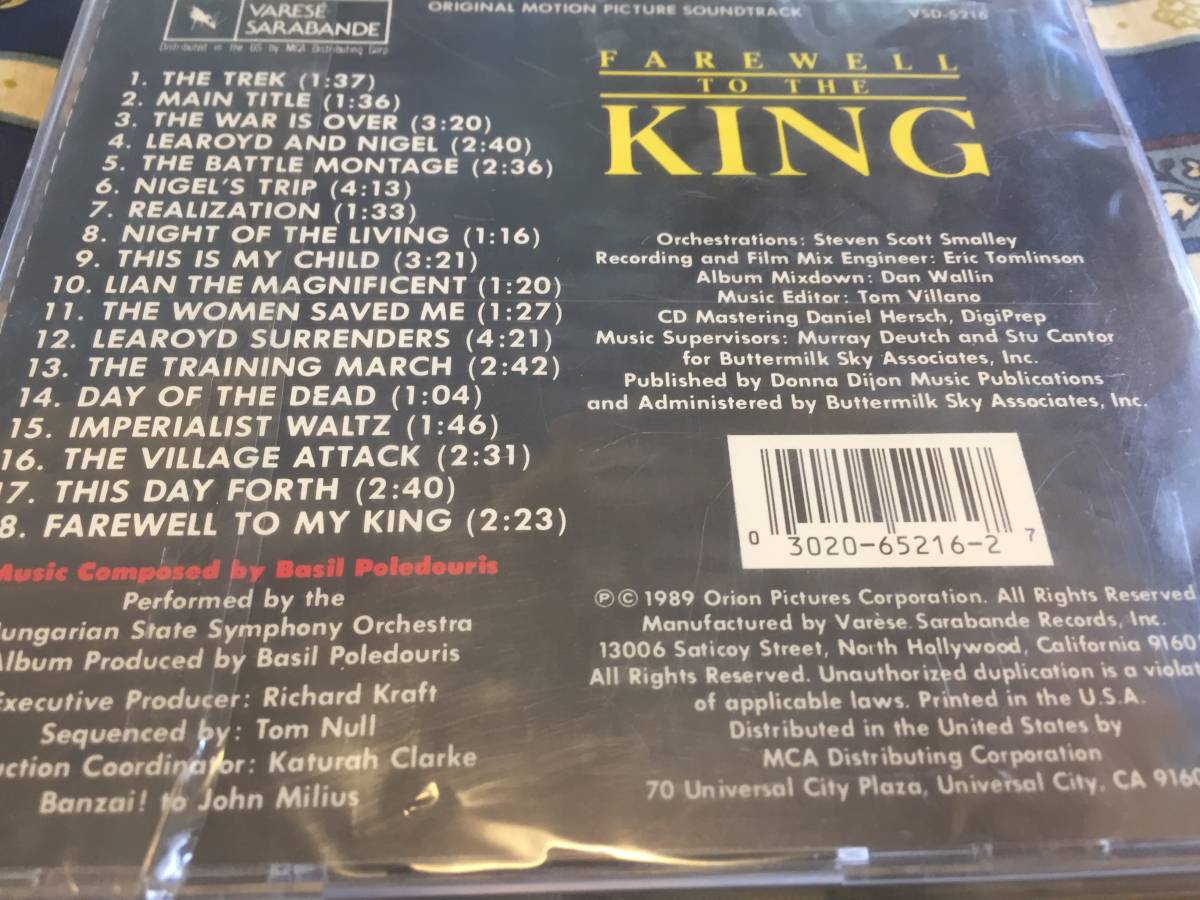 VARÈSE
SARABANDE
Distributed in the US by MCA Distributing Corp.
ORIGINAL MOTION PICTURE SOUNDTRACK
VSD-5216
1. THE TREK (1:37)
2. MAIN TITLE (1:36)
3. THE WAR IS OVER (3:20)
4. LEAROYD AND NIGEL (2:40)
5. THE BATTLE MONTAGE (2:36)
6. NIGEL'S TRIP (4:13)
7. REALIZATION (1:33)
8. NIGHT OF THE LIVING (1:16)
9. THIS IS MY CHILD (3:21)
10. LIAN THE MAGNIFICENT (1:20)
11. THE WOMEN SAVED ME (1:27)
12. LEAROYD SURRENDERS (4:21)
13. THE TRAINING MARCH (2:42)
14. DAY OF THE DEAD (1:04)
15. IMPERIALIST WALTZ (1:46)
16. THE VILLAGE ATTACK (2:31)
17. THIS DAY FORTH (2:40)
8. FAREWELL TO MY KING (2:23)
Music Composed by Basil Poledouris
Performed by the
Hungarian State Symphony Orchestra
Album Produced by Basil Poledouris
Executive Producer: Richard Kraft
Sequenced by: Tom Null
uction Coordinator: Katurah Clarke
Banzai! to John Milius
FAREWELL
TO THE
KING
Orchestrations: Steven Scott Smalley
Recording and Film Mix Engineer: Eric Tomlinson
Album Mixdown: Dan Wallin
Music Editor: Tom Villano
CD Mastering Daniel Hersch, DigiPrep
Music Supervisors: Murray Deutch and Stu Cantor
for Buttermilk Sky Associates, Inc.
Published by Donna Dijon Music Publications
and Administered by Buttermilk Sky Associates, Inc.
0 3020-65216-2 7
℗© 1989 Orion Pictures Corporation. All Rights Reserved.
Manufactured by Varèse Sarabande Records, Inc.
13006 Saticoy Street, North Hollywood, California 9160
All Rights Reserved. Unauthorized duplication is a violat
of applicable laws. Printed in the U.S.A.
Distributed in the United States by
MCA Distributing Corporation
70 Universal City Plaza, Universal City, CA 9160